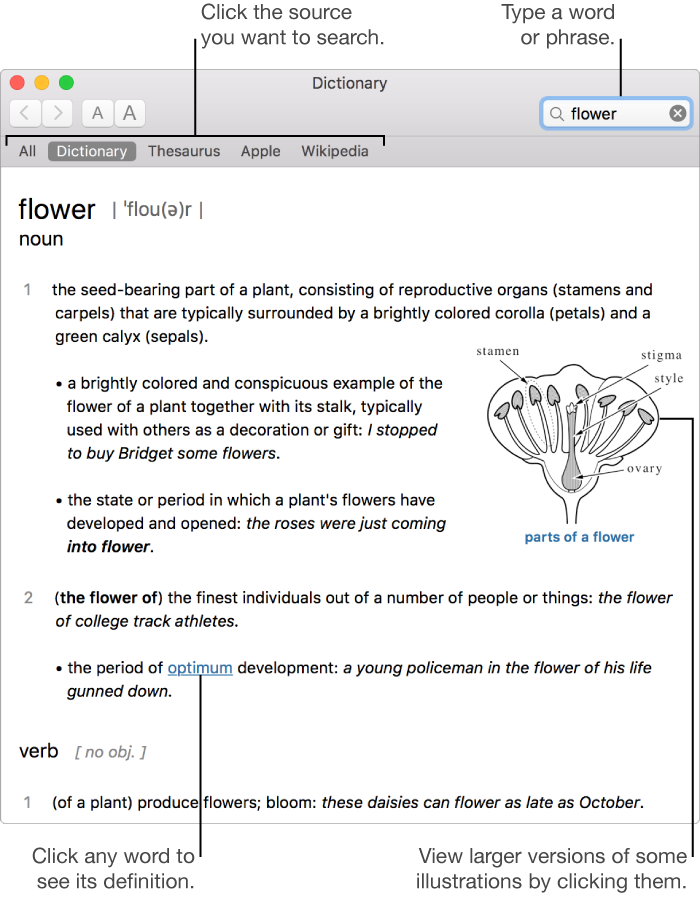 Click the source
you want to search.
Type a word
or phrase.
Dictionary
A A
flower
All Dictionary Thesaurus Apple Wikipedia
flower | ˈflou(ə)r |
noun
1 the seed-bearing part of a plant, consisting of reproductive organs (stamens and
carpels) that are typically surrounded by a brightly colored corolla (petals) and a
green calyx (sepals).
• a brightly colored and conspicuous example of the
flower of a plant together with its stalk, typically
used with others as a decoration or gift: I stopped
to buy Bridget some flowers.
• the state or period in which a plant's flowers have
developed and opened: the roses were just coming
into flower.
stamen
stigma
style
ovary
parts of a flower
2 (the flower of) the finest individuals out of a number of people or things: the flower
of college track athletes.
• the period of optimum development: a young policeman in the flower of his life
gunned down.
verb [ no obj. ]
1 (of a plant) produce flowers; bloom: these daisies can flower as late as October.
Click any word to
see its definition.
View larger versions of some
illustrations by clicking them.